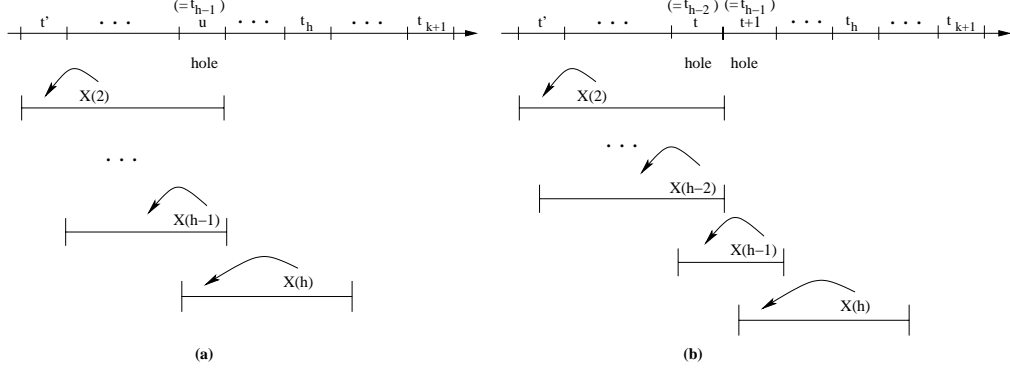 (= t_{h−1})
t' · · · u · · · t_h · · · t_{k+1}
hole
X(2)
· · ·
X(h−1)
X(h)
(a)
(= t_{h−2}) (= t_{h−1})
t' · · · t t+1 · · · t_h · · · t_{k+1}
hole hole
X(2)
· · ·
X(h−2)
X(h−1)
X(h)
(b)